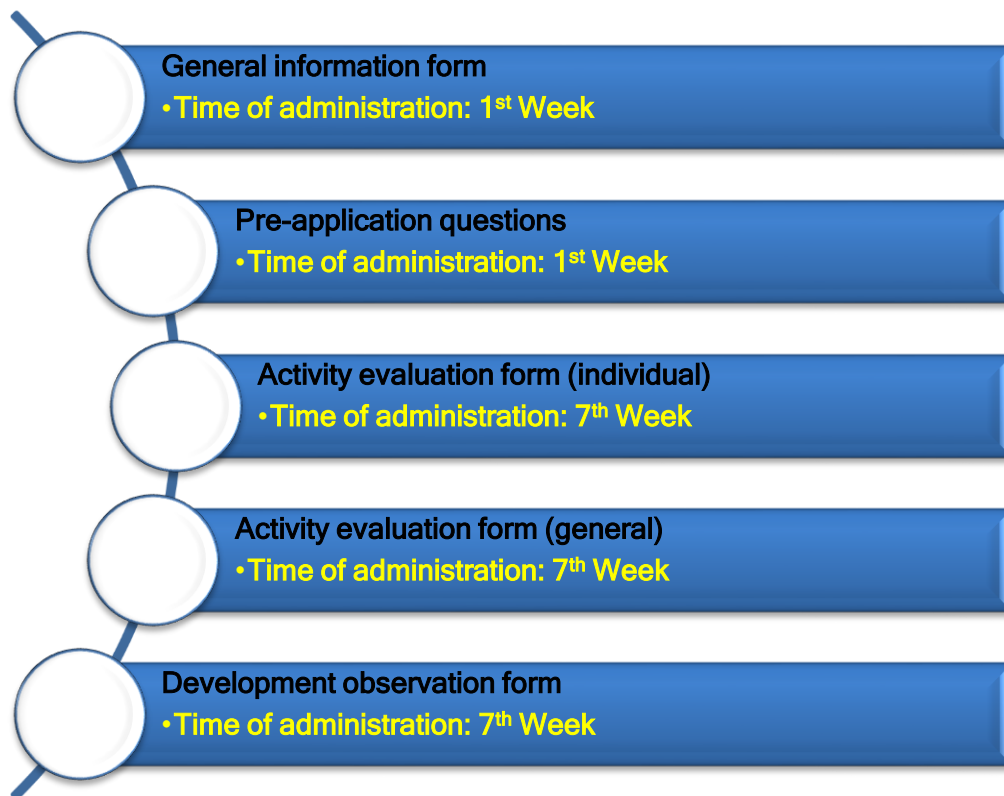 General information form
•Time of administration: 1st Week
Pre-application questions
•Time of administration: 1st Week
Activity evaluation form (individual)
•Time of administration: 7th Week
Activity evaluation form (general)
•Time of administration: 7th Week
Development observation form
•Time of administration: 7th Week